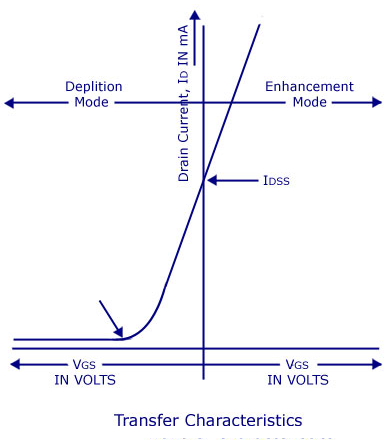 Drain Current, ID IN mA
Deplition
Mode
Enhancement
Mode
IDSS
VGS
IN VOLTS
VGS
IN VOLTS
Transfer Characteristics